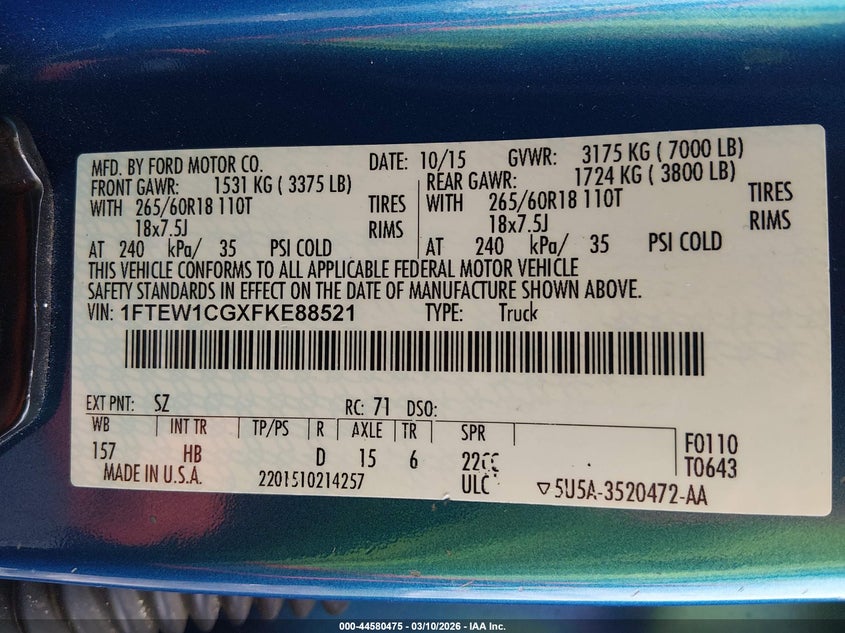 MFD. BY FORD MOTOR CO. DATE: 10/15 GVWR: 3175 KG ( 7000 LB)
FRONT GAWR: 1531 KG ( 3375 LB) REAR GAWR: 1724 KG ( 3800 LB)
WITH 265/60R18 110T TIRES WITH 265/60R18 110T TIRES
18x7.5J RIMS 18x7.5J RIMS
AT 240 kPa/ 35 PSI COLD AT 240 kPa/ 35 PSI COLD
THIS VEHICLE CONFORMS TO ALL APPLICABLE FEDERAL MOTOR VEHICLE
SAFETY STANDARDS IN EFFECT ON THE DATE OF MANUFACTURE SHOWN ABOVE.
VIN: 1FTEW1CGXFKE88521 TYPE: Truck
EXT PNT: SZ RC: 71 DSO:
WB INT TR TP/PS R AXLE TR SPR F0110
157 HB D 15 6 T0643
MADE IN U.S.A. 2201510214257 ULC 5U5A-3520472-AA
000-44580475 — 03/10/2026 — IAA Inc.